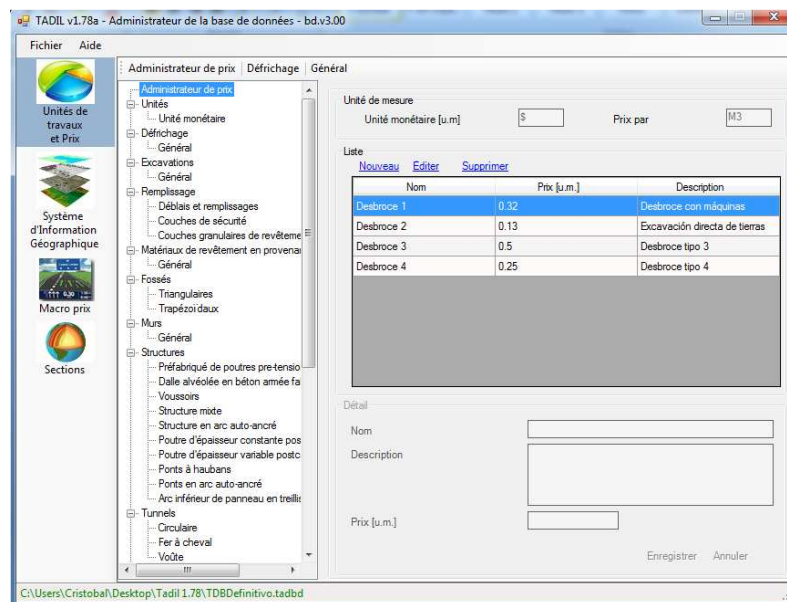 TADIL v1.78a - Administrateur de la base de données - bd.v3.00
Fichier Aide
Unités de
travaux
et Prix
Système
d'Information
Géographique
Macro prix
Sections
Administrateur de prix Défrichage Général
Administrateur de prix
Unités
Unité monétaire
Défrichage
Général
Excavations
Général
Remplissage
Déblais et remplissages
Couches de sécurité
Couches granulaires de revêteme
Matériaux de revêtement en provenai
Général
Fossés
Triangulaires
Trapézoïdaux
Murs
Général
Structures
Préfabriqué de poutres pre-tensio
Dalle alvéolée en béton armée fa
Voussoirs
Structure mixte
Structure en arc auto-ancré
Poutre d'épaisseur constante pos
Poutre d'épaisseur variable postc
Ponts à haubans
Ponts en arc auto-ancré
Arc inférieur de panneau en treillis
Tunnels
Circulaire
Fer à cheval
Voûte
Unité de mesure
Unité monétaire [u.m] $ Prix par M3
Liste
Nouveau Éditer Supprimer
Nom Prix [u.m.] Description
Desbroce 1 0.32 Desbroce con máquinas
Desbroce 2 0.13 Excavación directa de tierras
Desbroce 3 0.5 Desbroce tipo 3
Desbroce 4 0.25 Desbroce tipo 4
Détail
Nom
Description
Prix [u.m.]
Enregistrer Annuler
C:\Users\Cristobal\Desktop\Tadil 1.78\TDBDefinitivo.tadbd